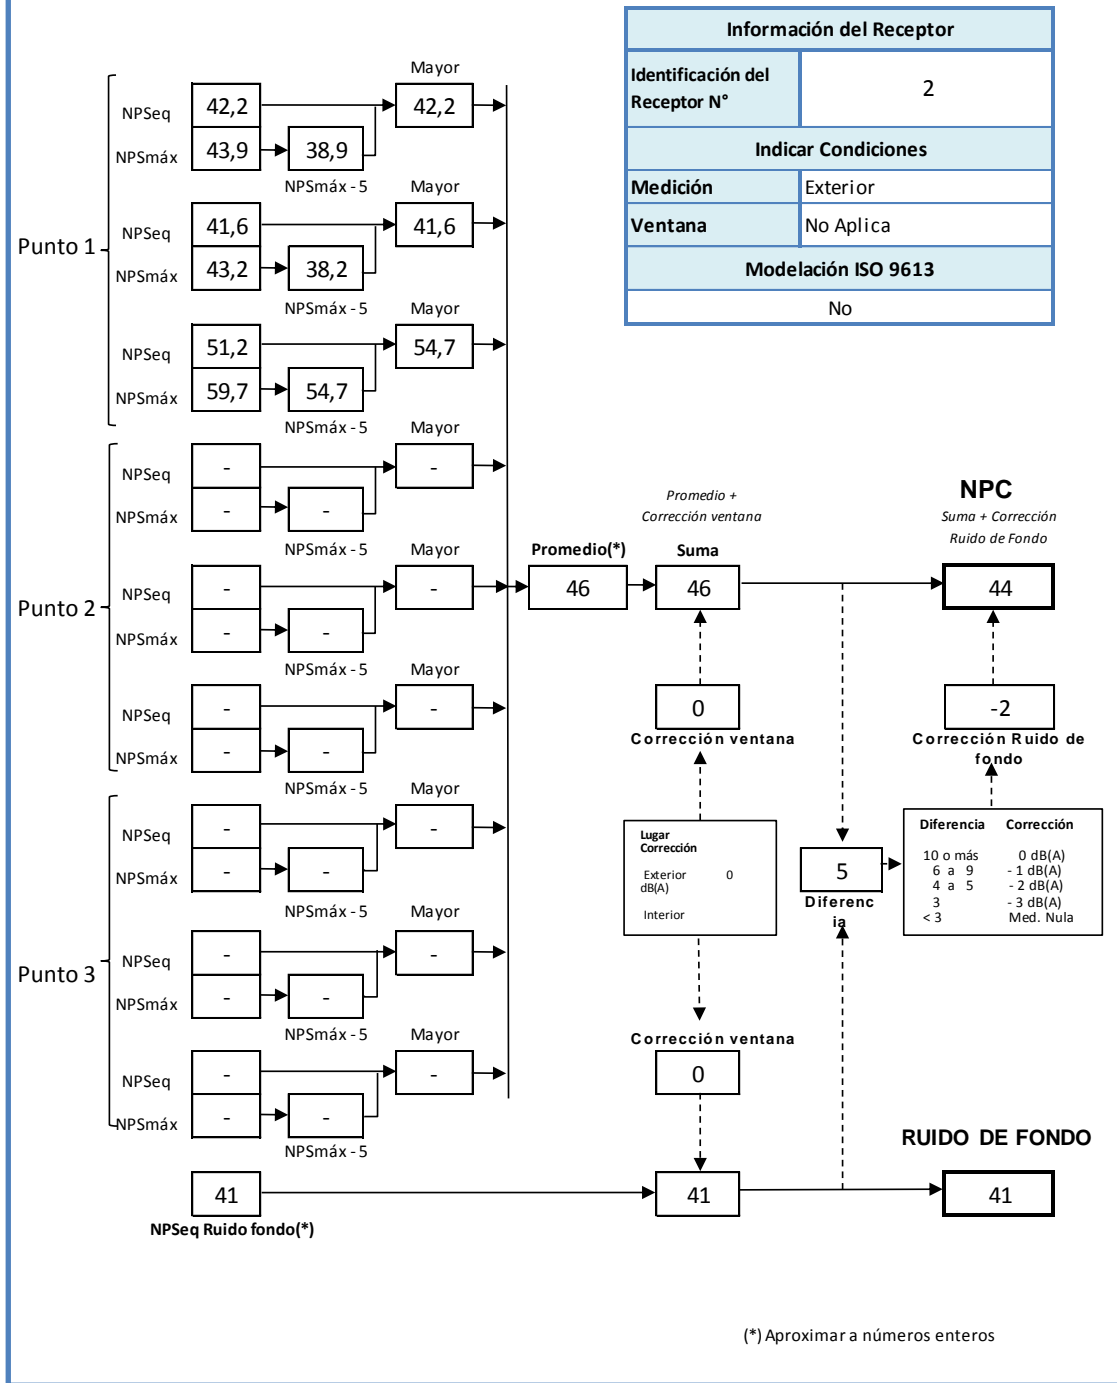 Información del Receptor
Identificación del
Receptor N°
2
Indicar Condiciones
Medición
Exterior
Ventana
No Aplica
Modelación ISO 9613
No
Punto 1
Mayor
NPSeq
42,2
42,2
NPSmáx
43,9
38,9
NPSmáx - 5
Mayor
NPSeq
41,6
41,6
NPSmáx
43,2
38,2
NPSmáx - 5
Mayor
NPSeq
51,2
54,7
NPSmáx
59,7
54,7
NPSmáx - 5
Punto 2
Mayor
NPSeq
-
-
NPSmáx
-
-
NPSmáx - 5
Mayor
NPSeq
-
-
NPSmáx
-
-
NPSmáx - 5
Mayor
NPSeq
-
-
NPSmáx
-
-
NPSmáx - 5
Punto 3
Mayor
NPSeq
-
-
NPSmáx
-
-
NPSmáx - 5
Mayor
NPSeq
-
-
NPSmáx
-
-
NPSmáx - 5
Mayor
NPSeq
-
-
NPSmáx
-
-
NPSmáx - 5
Promedio(*)
46
Promedio +
Corrección ventana
Suma
46
NPC
Suma + Corrección
Ruido de Fondo
44
0
Corrección ventana
-2
Corrección Ruido de
fondo
Lugar
Corrección
Exterior 0
dB(A)
Interior
5
Diferenc
ia
Diferencia Corrección
10 o más 0 dB(A)
6 a 9 - 1 dB(A)
4 a 5 - 2 dB(A)
3 - 3 dB(A)
< 3 Med. Nula
Corrección ventana
0
RUIDO DE FONDO
41
41
41
NPSeq Ruido fondo(*)
(*) Aproximar a números enteros